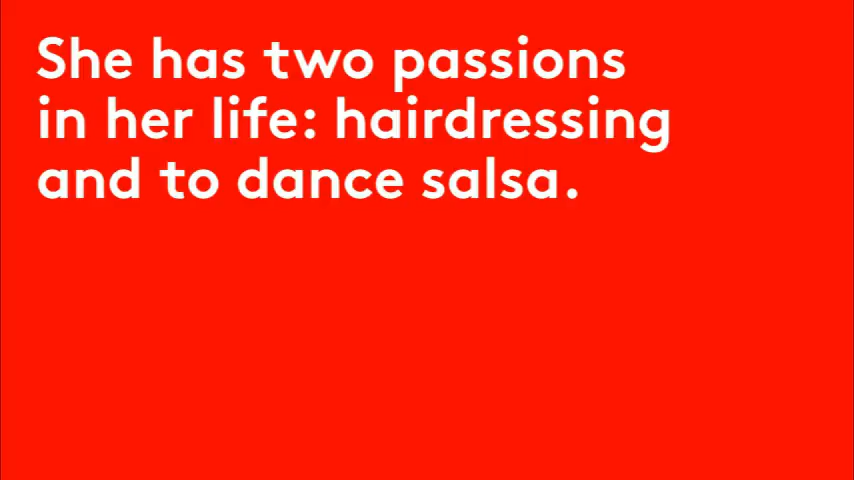 She has two passions
in her life: hairdressing
and to dance salsa.